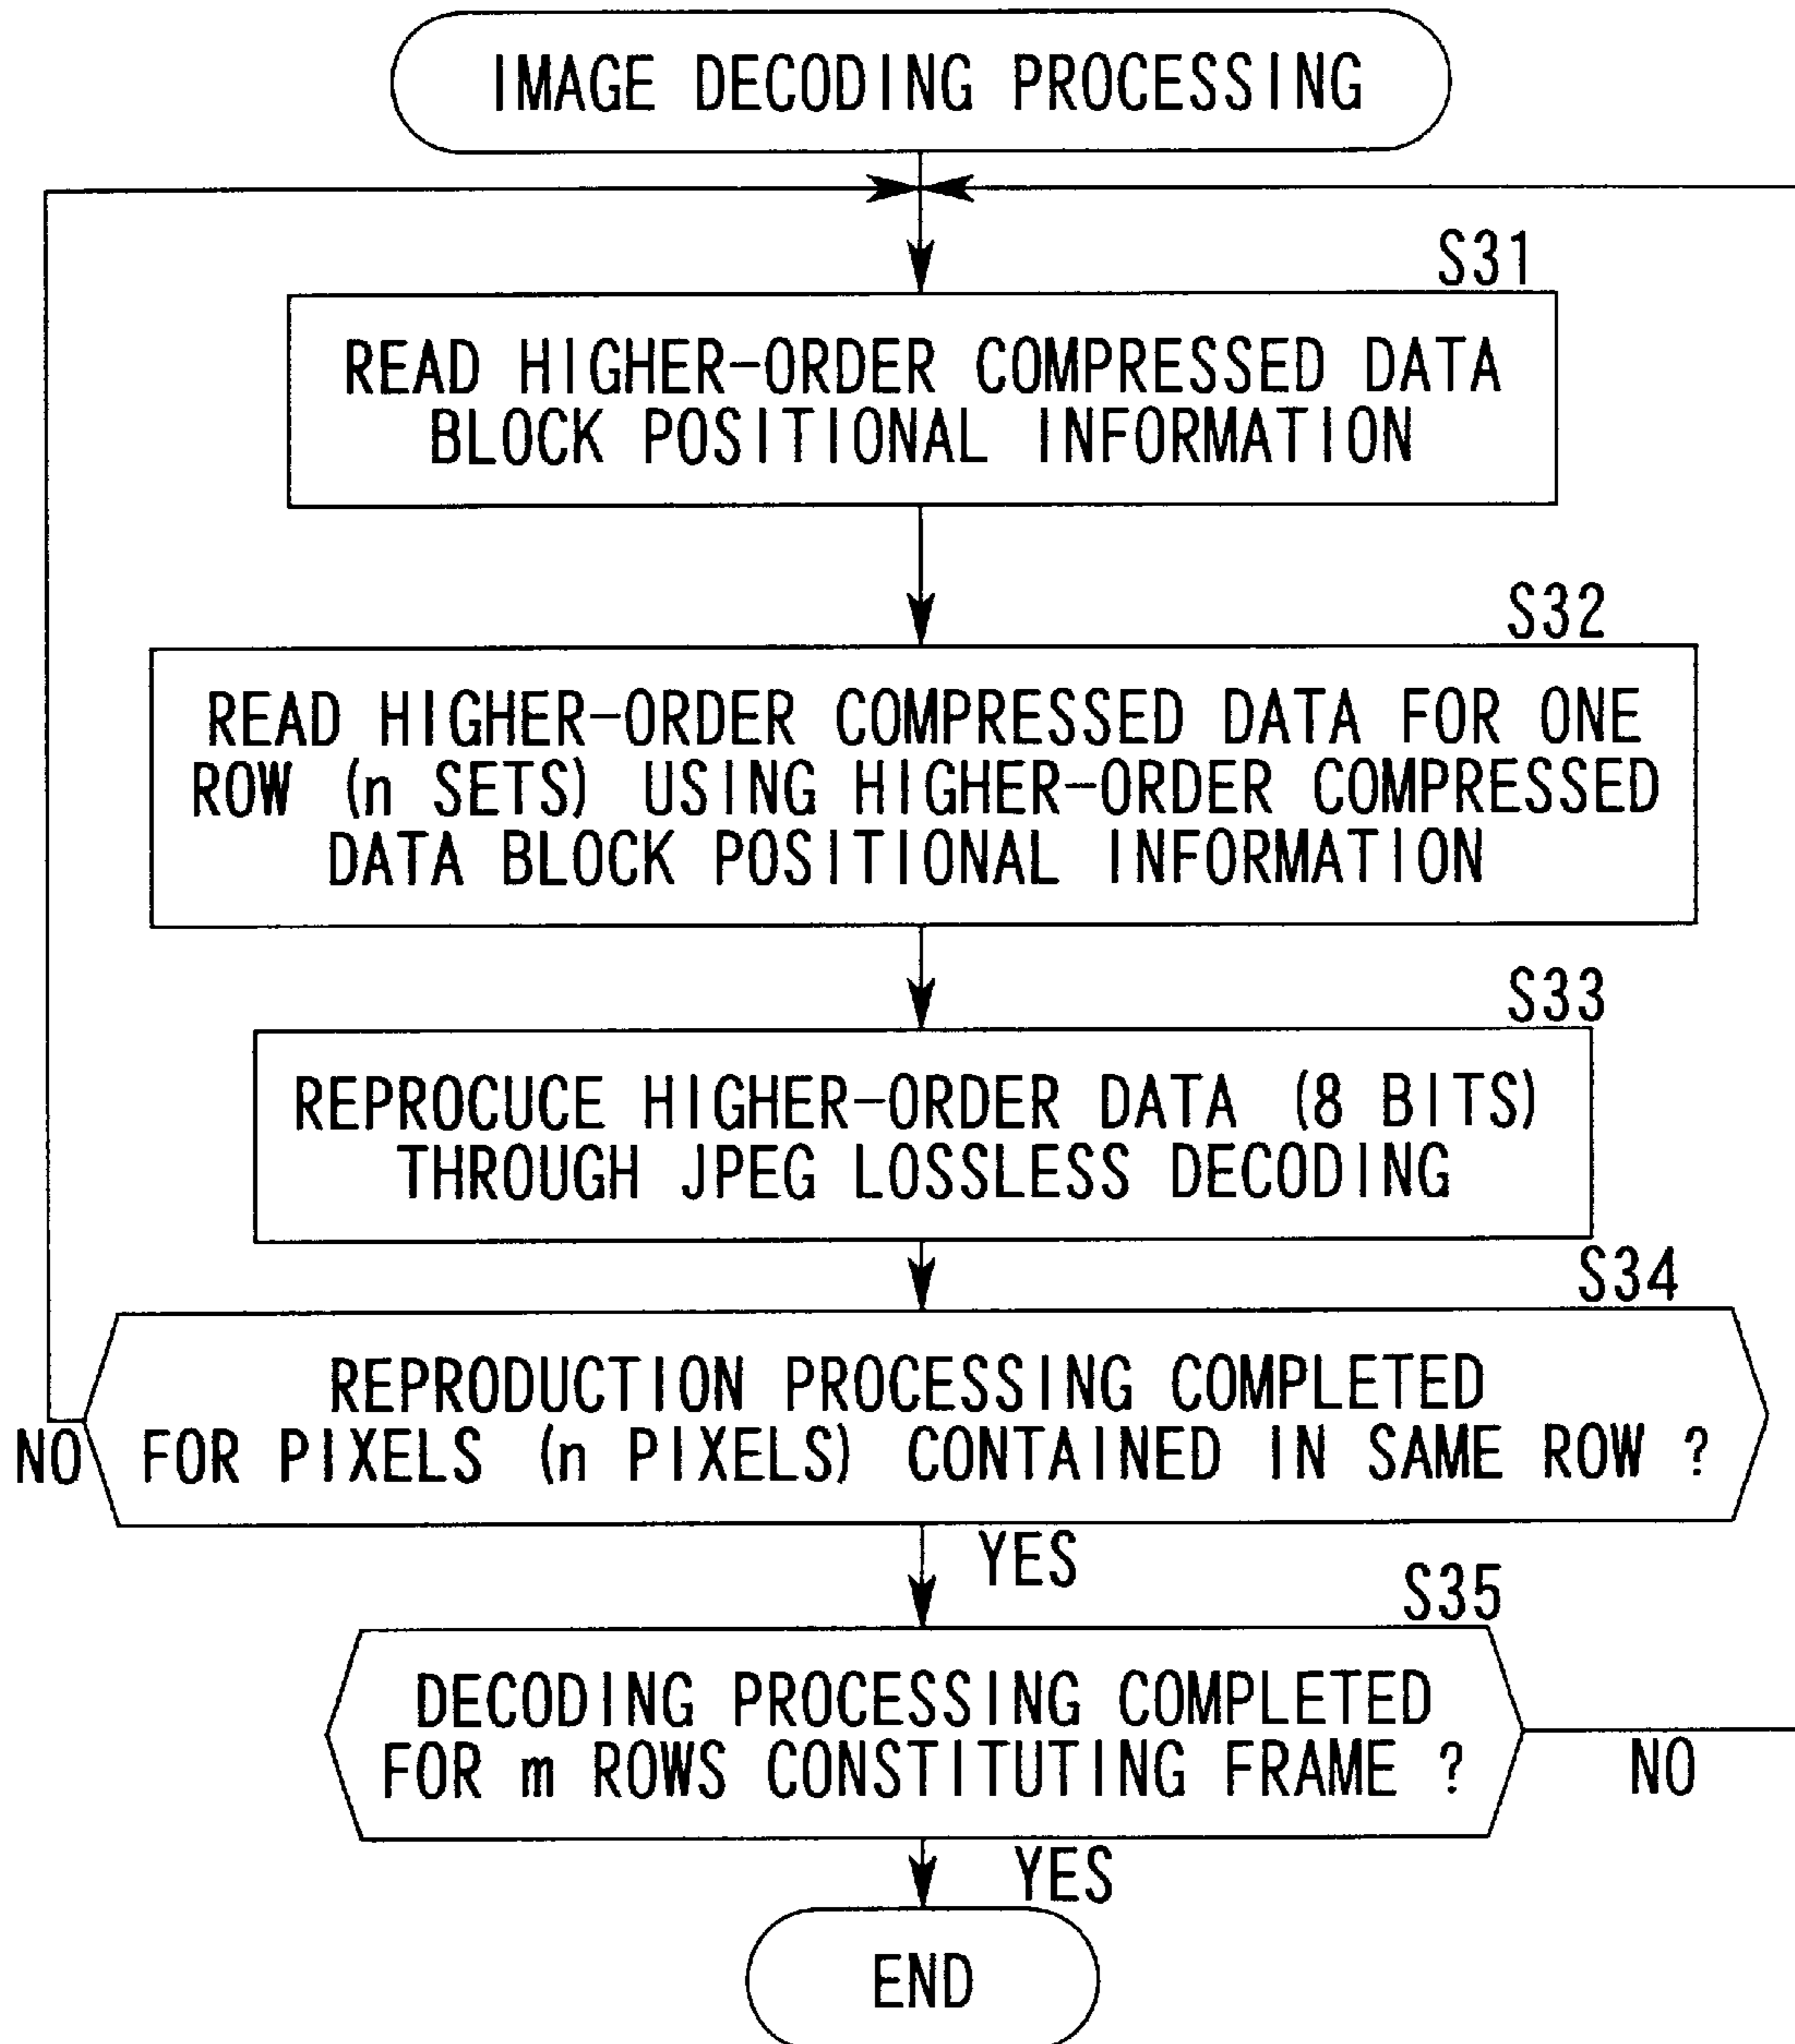 IMAGE DECODING PROCESSING
S31
READ HIGHER-ORDER COMPRESSED DATA
BLOCK POSITIONAL INFORMATION
S32
READ HIGHER-ORDER COMPRESSED DATA FOR ONE
ROW (n SETS) USING HIGHER-ORDER COMPRESSED
DATA BLOCK POSITIONAL INFORMATION
S33
REPROCUCE HIGHER-ORDER DATA (8 BITS)
THROUGH JPEG LOSSLESS DECODING
S34
REPRODUCTION PROCESSING COMPLETED
NO FOR PIXELS (n PIXELS) CONTAINED IN SAME ROW ?
YES
S35
DECODING PROCESSING COMPLETED
FOR m ROWS CONSTITUTING FRAME ?
NO
YES
END